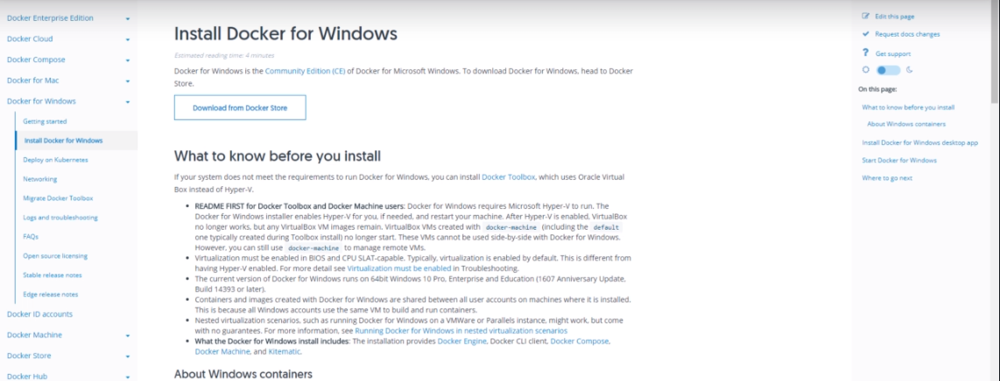 Docker Enterprise Edition
Docker Cloud
Docker Compose
Docker for Mac
Docker for Windows
Getting started
Install Docker for Windows
Deploy on Kubernetes
Networking
Migrate Docker Toolbox
Logs and troubleshooting
FAQs
Open source licensing
Stable release notes
Edge release notes
Docker ID accounts
Docker Machine
Docker Store
Docker Hub
Install Docker for Windows
Estimated reading time: 4 minutes
Docker for Windows is the Community Edition (CE) of Docker for Microsoft Windows. To download Docker for Windows, head to Docker
Store.
Download from Docker Store
What to know before you install
If your system does not meet the requirements to run Docker for Windows, you can install Docker Toolbox, which uses Oracle Virtual
Box instead of Hyper-V.
• README FIRST for Docker Toolbox and Docker Machine users: Docker for Windows requires Microsoft Hyper-V to run. The
Docker for Windows installer enables Hyper-V for you, if needed, and restart your machine. After Hyper-V is enabled, VirtualBox
no longer works, but any VirtualBox VM images remain. VirtualBox VMs created with docker-machine (including the default
one typically created during Toolbox install) no longer start. These VMs cannot be used side-by-side with Docker for Windows.
However, you can still use docker-machine to manage remote VMs.
• Virtualization must be enabled in BIOS and CPU SLAT-capable. Typically, virtualization is enabled by default. This is different from
having Hyper-V enabled. For more detail see Virtualization must be enabled in Troubleshooting.
• The current version of Docker for Windows runs on 64bit Windows 10 Pro, Enterprise and Education (1607 Anniversary Update,
Build 14393 or later).
• Containers and images created with Docker for Windows are shared between all user accounts on machines where it is installed.
This is because all Windows accounts use the same VM to build and run containers.
• Nested virtualization scenarios, such as running Docker for Windows on a VMWare or Parallels instance, might work, but come
with no guarantees. For more information, see Running Docker for Windows in nested virtualization scenarios
• What the Docker for Windows install includes: The installation provides Docker Engine, Docker CLI client, Docker Compose,
Docker Machine, and Kitematic.
About Windows containers
Edit this page
Request docs changes
Get support
On this page:
What to know before you install
About Windows containers
Install Docker for Windows desktop app
Start Docker for Windows
Where to go next